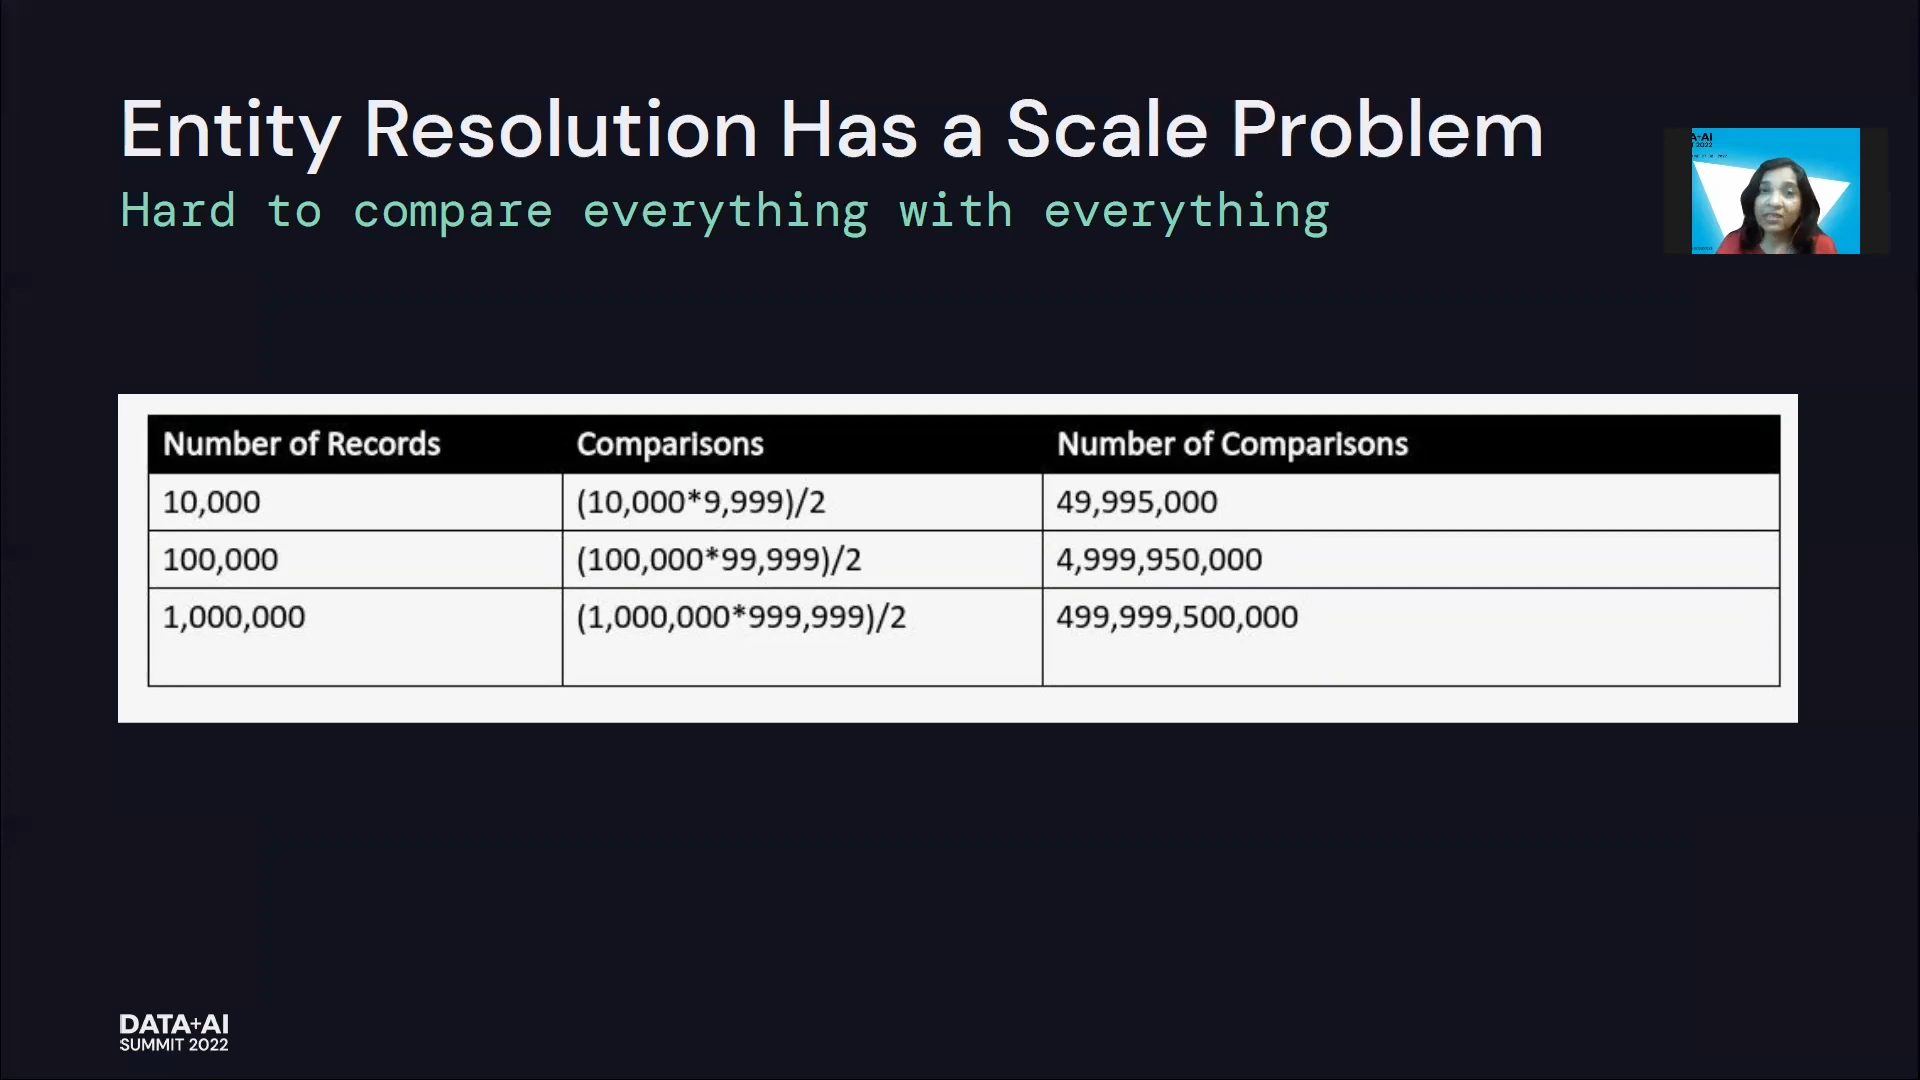 Entity Resolution Has a Scale Problem
Hard to compare everything with everything
Number of Records Comparisons Number of Comparisons
10,000 (10,000*9,999)/2 49,995,000
100,000 (100,000*99,999)/2 4,999,950,000
1,000,000 (1,000,000*999,999)/2 499,999,500,000
DATA+AI
SUMMIT 2022